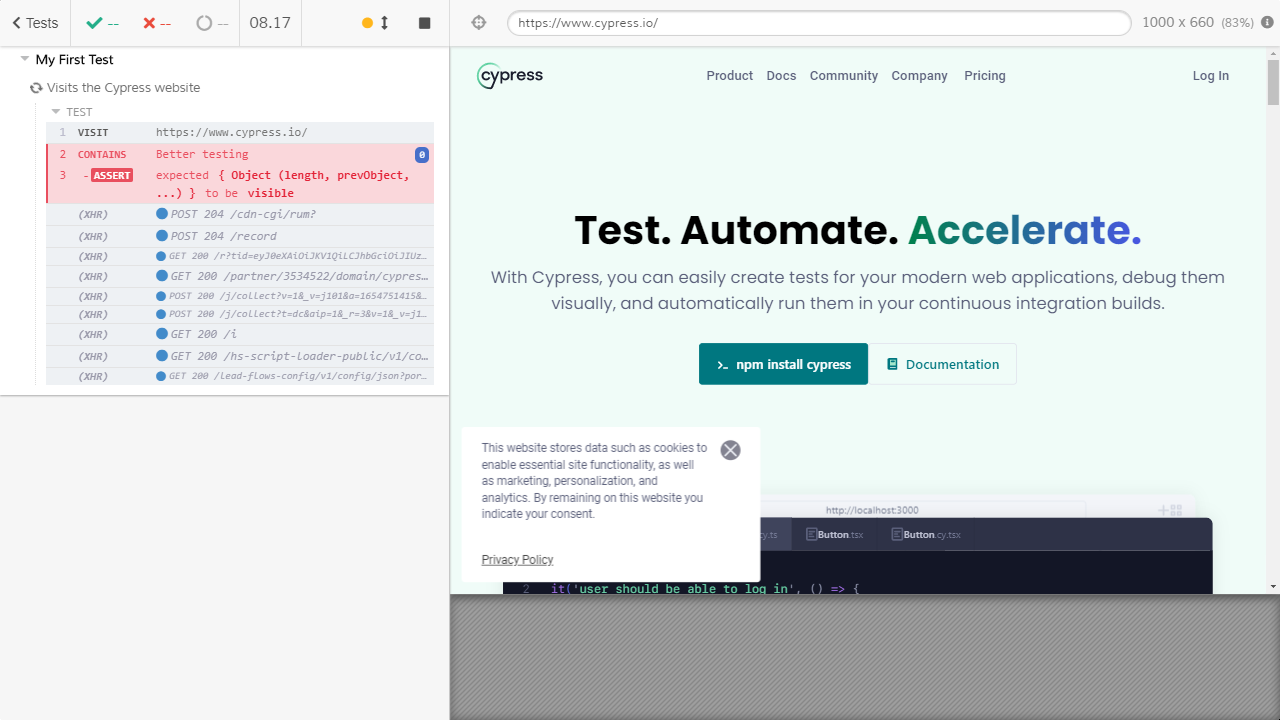 Tests
--
--
--
08.17
https://www.cypress.io/
1000 x 660 (83%)
My First Test
Visits the Cypress website
TEST
1 VISIT https://www.cypress.io/
2 CONTAINS Better testing 0
3 -ASSERT expected { Object (length, prevObject,
...) } to be visible
(XHR) POST 204 /cdn-cgi/rum?
(XHR) POST 204 /record
(XHR) GET 200 /r?tid=eyJ0eXAiOiJKV1QiLCJhbGciOiJIUz...
(XHR) GET 200 /partner/3534522/domain/cypres...
(XHR) POST 200 /j/collect?v=1&_v=j101&a=1654751415&...
(XHR) POST 200 /j/collect?t=dc&aip=1&_r=3&v=1&_v=j1...
(XHR) GET 200 /i
(XHR) GET 200 /hs-script-loader-public/v1/co...
(XHR) GET 200 /lead-flows-config/v1/config/json?por...
cypress
Product Docs Community Company Pricing
Log In
Test. Automate. Accelerate.
With Cypress, you can easily create tests for your modern web applications, debug them
visually, and automatically run them in your continuous integration builds.
npm install cypress
Documentation
This website stores data such as cookies to
enable essential site functionality, as well
as marketing, personalization, and
analytics. By remaining on this website you
indicate your consent.
Privacy Policy
http://localhost:3000
cy.ts
Button.tsx
Button.cy.tsx
2 it('user should be able to log in', () => {